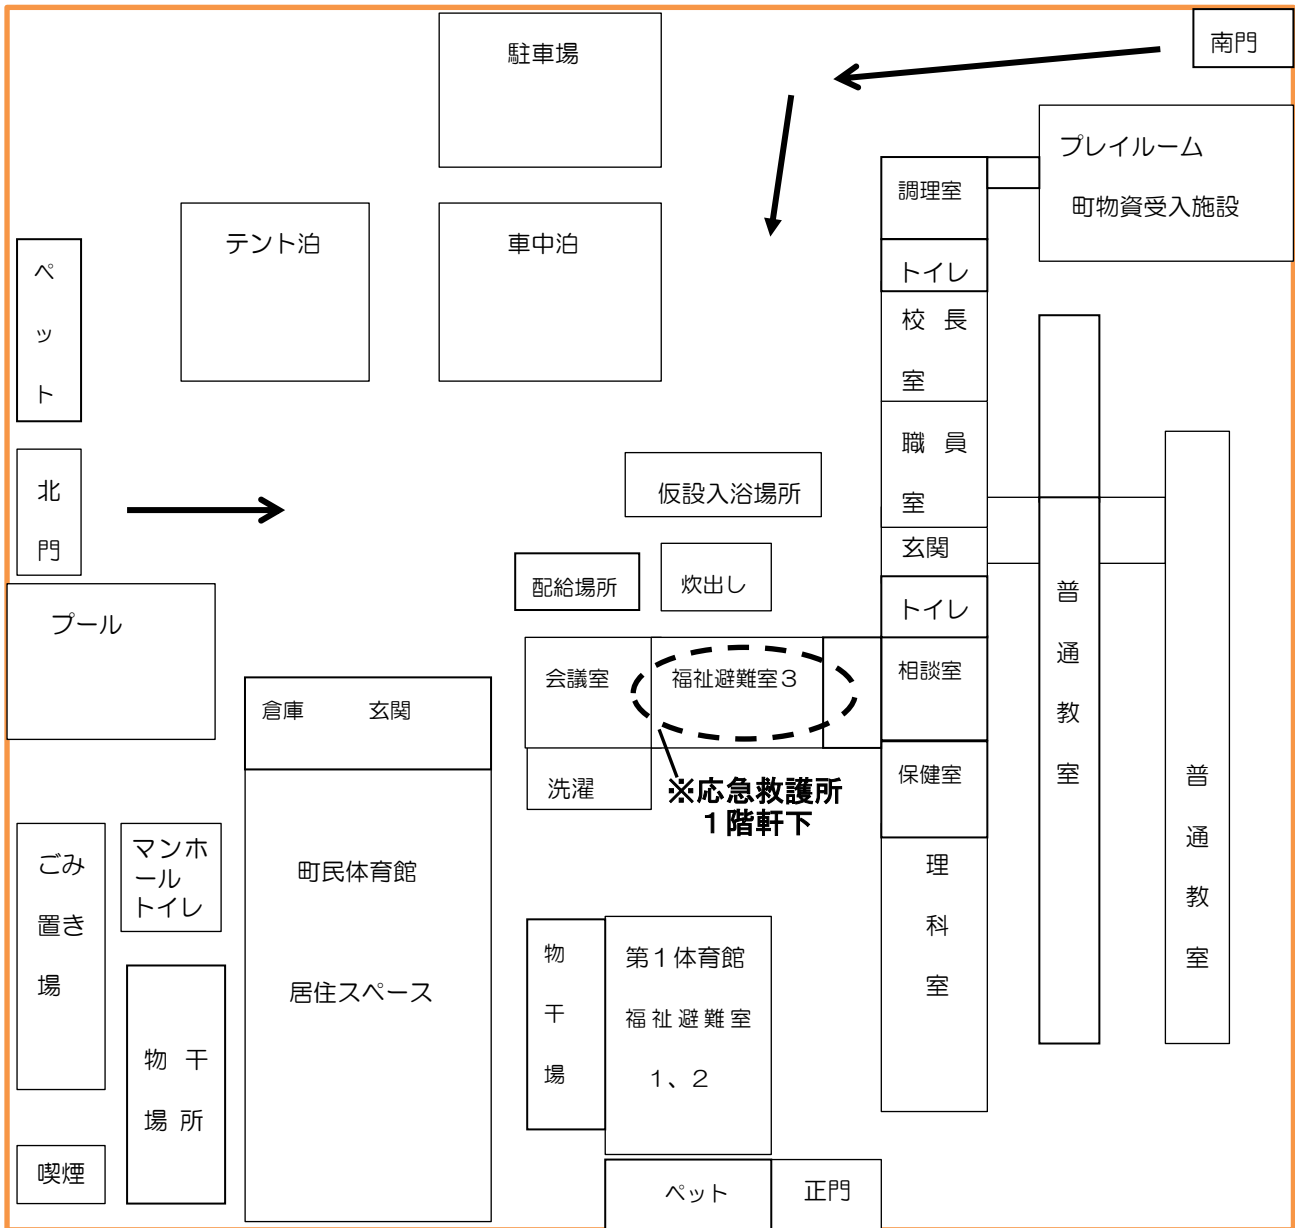 駐車場
南門
プレイルーム
町物資受入施設
調理室
トイレ
校長
室
職員
室
玄関
トイレ
相談室
保健室
理
科
室
普
通
教
室
普
通
教
室
テント泊
車中泊
ペ
ッ
ト
北
門
仮設入浴場所
配給場所
炊出し
プール
会議室
福祉避難室３
洗濯
※応急救護所
１階軒下
倉庫 玄関
町民体育館
居住スペース
ごみ
置き
場
マンホ
ール
トイレ
物干
場所
喫煙
物
干
場
第１体育館
福祉避難室
１、２
ペット
正門